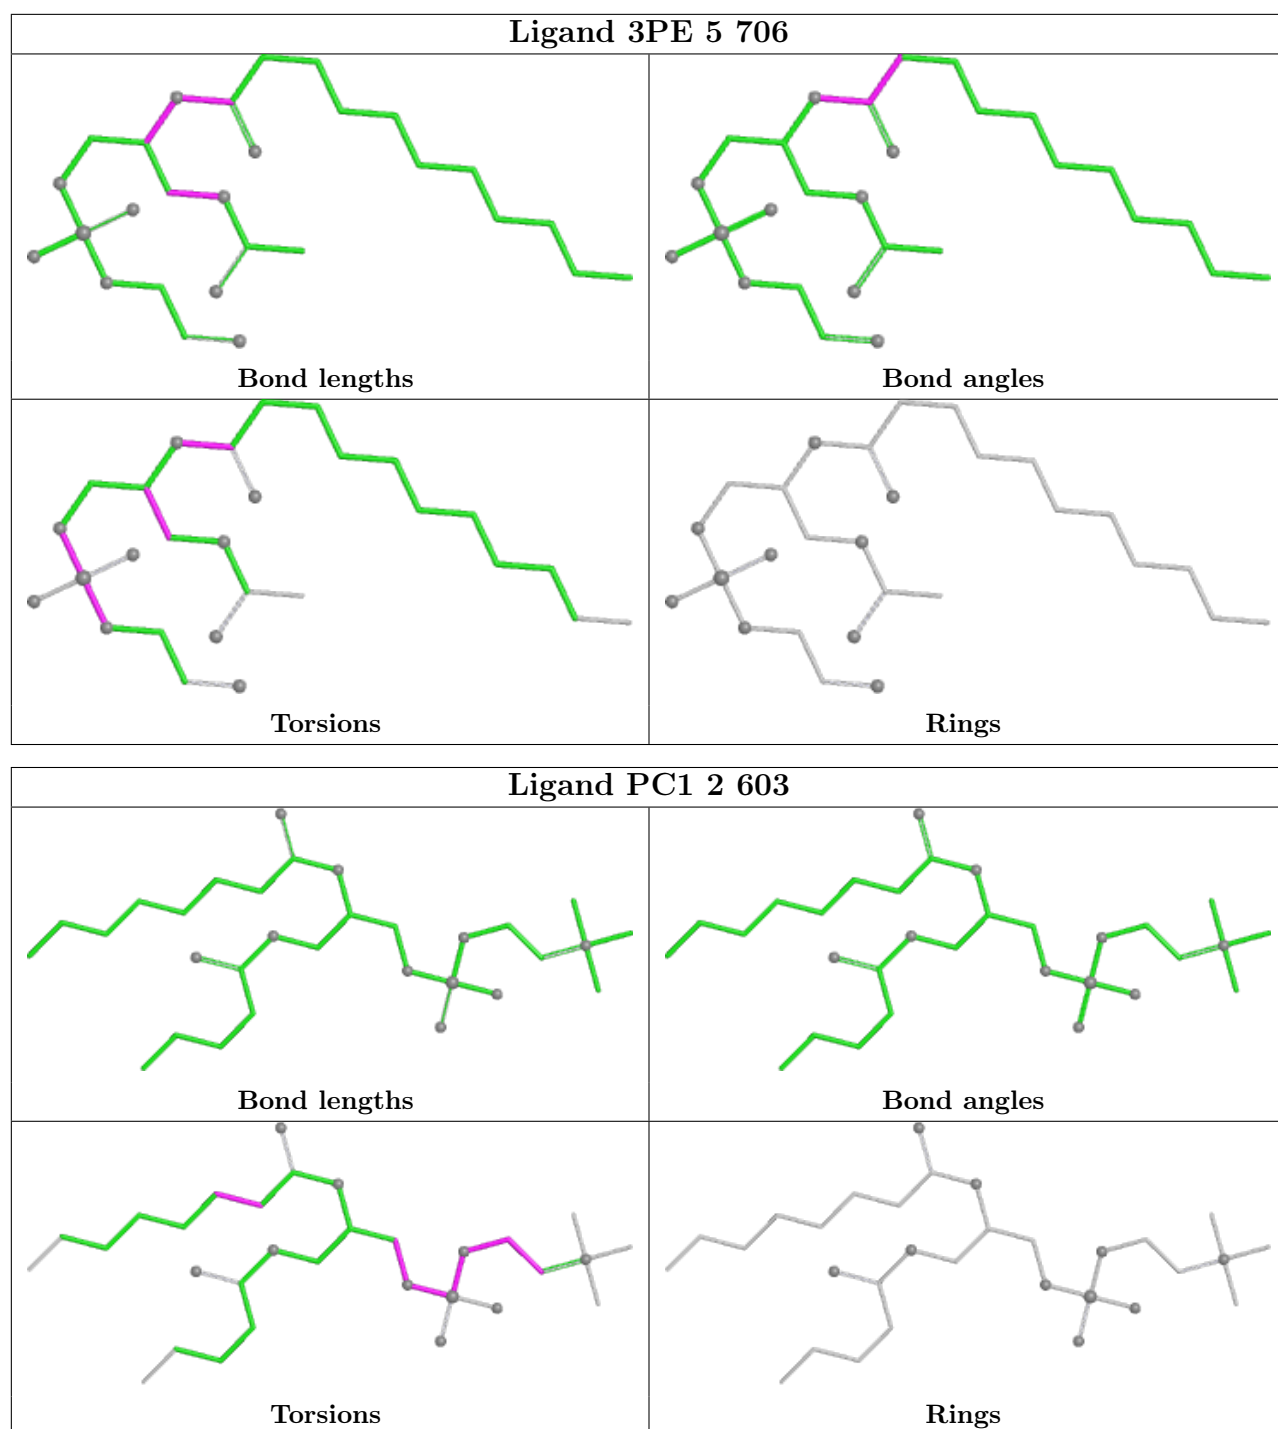 Ligand 3PE 5 706
Bond lengths
Bond angles
Torsions
Rings
Ligand PC1 2 603
Bond lengths
Bond angles
Torsions
Rings